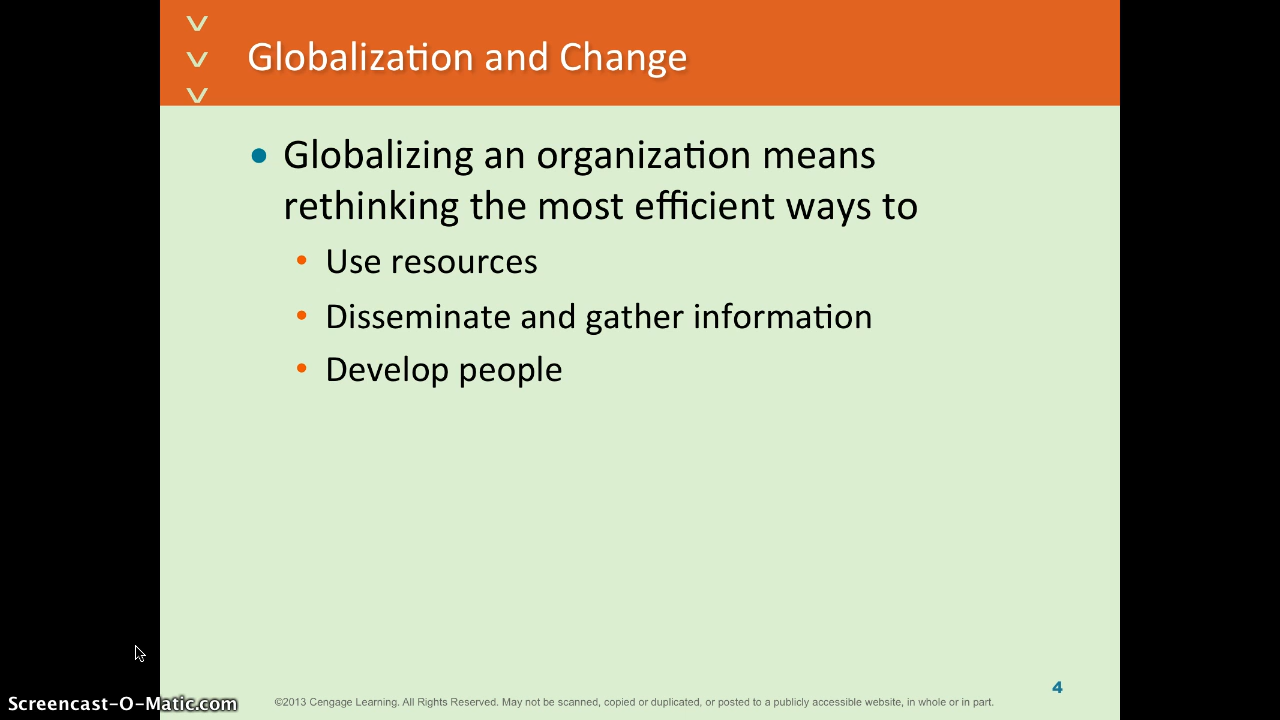 Globalization and Change
• Globalizing an organization means
rethinking the most efficient ways to
• Use resources
• Disseminate and gather information
• Develop people
4
©2013 Cengage Learning. All Rights Reserved. May not be scanned, copied or duplicated, or posted to a publicly accessible website, in whole or in part.
Screencast-O-Matic.com